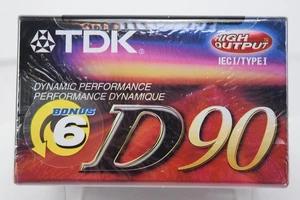 TDK
HIGH
OUTPUT
IEC I/TYPE I
DYNAMIC PERFORMANCE
PERFORMANCE DYNAMIQUE
BONUS
6
D90